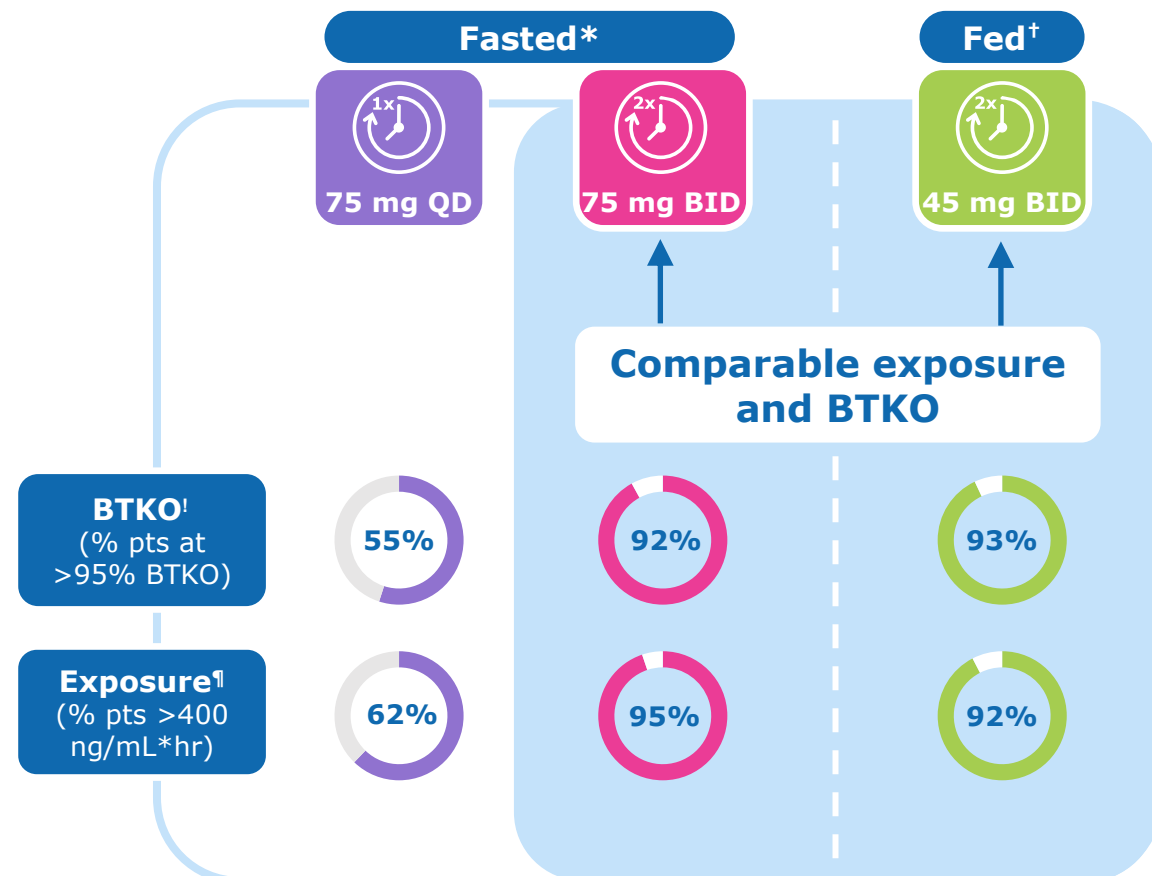 Fasted*
Fed†
1x
75 mg QD
2x
75 mg BID
2x
45 mg BID
Comparable exposure
and BTKO
BTKO!
(% pts at
>95% BTKO)
55%
92%
93%
Exposure¶
(% pts >400
ng/mL*hr)
62%
95%
92%